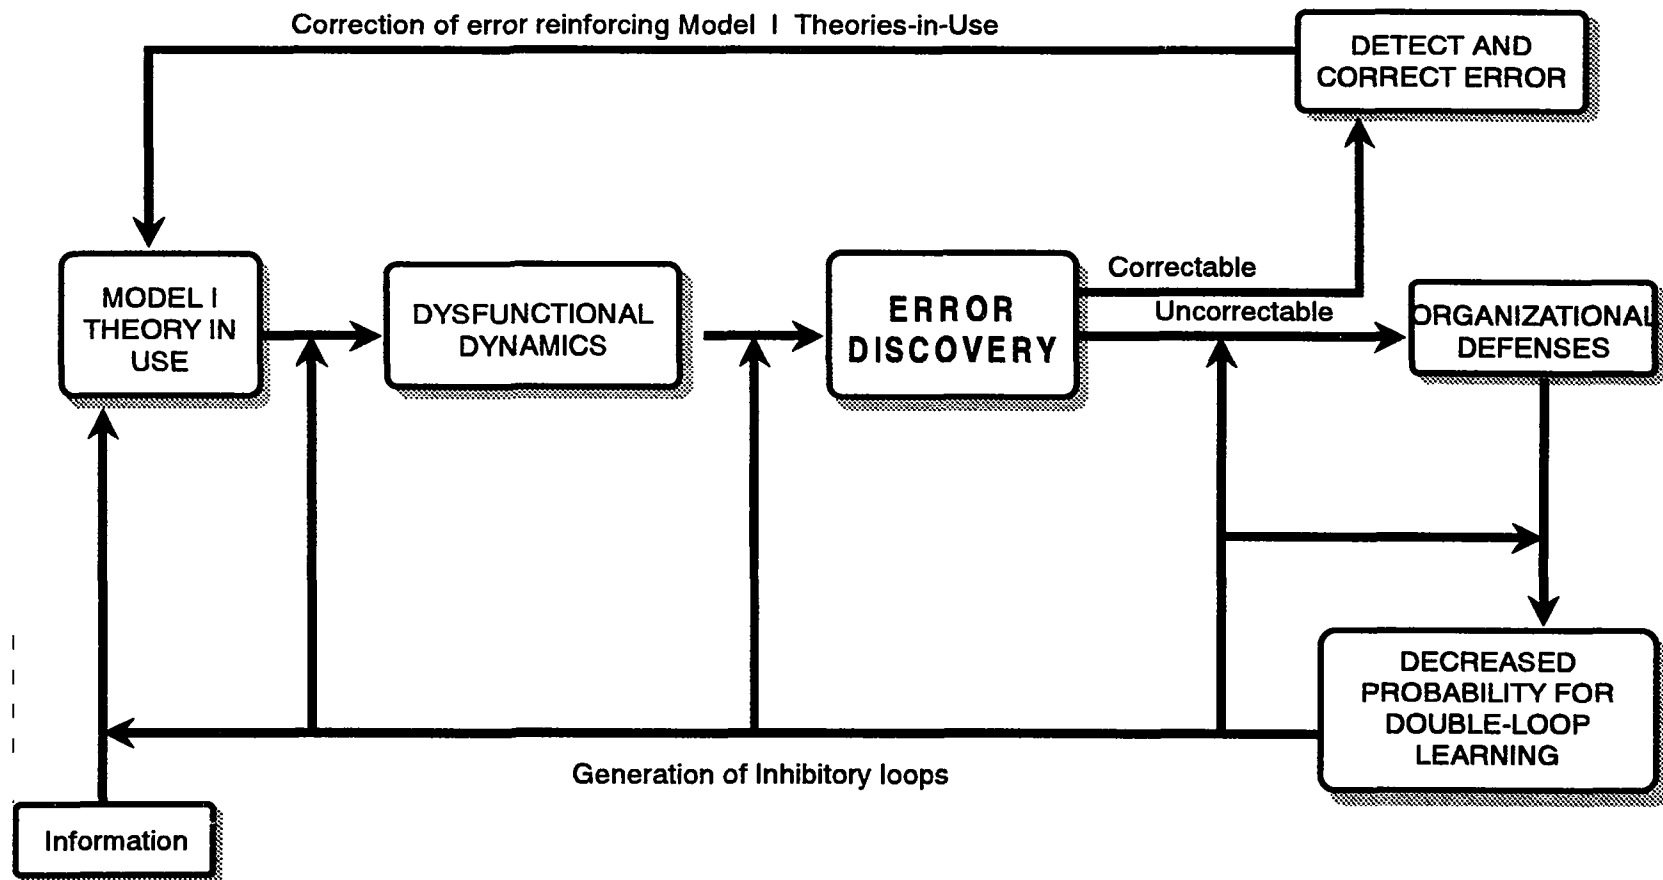 Correction of error reinforcing Model I Theories-in-Use
DETECT AND
CORRECT ERROR
MODEL I
THEORY IN
USE
DYSFUNCTIONAL
DYNAMICS
ERROR
DISCOVERY
Correctable
Uncorrectable
ORGANIZATIONAL
DEFENSES
DECREASED
PROBABILITY FOR
DOUBLE-LOOP
LEARNING
Generation of Inhibitory loops
Information